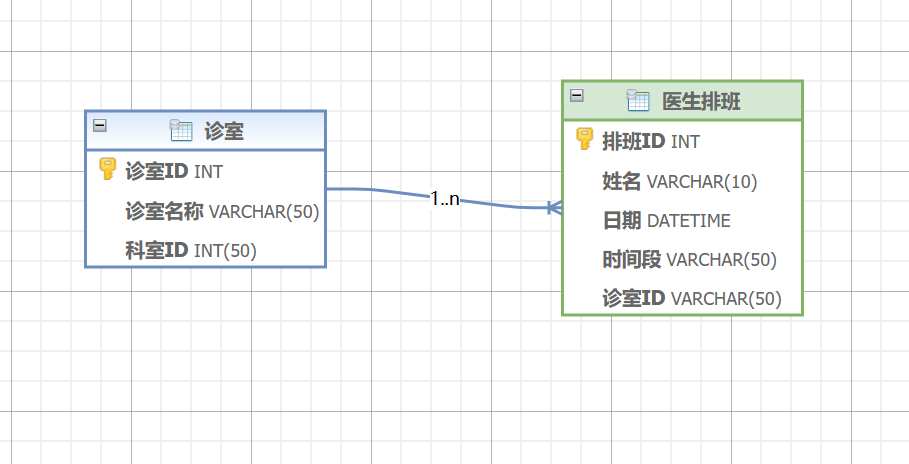 诊室
诊室ID INT
诊室名称 VARCHAR(50)
科室ID INT(50)
1..n
医生排班
排班ID INT
姓名 VARCHAR(10)
日期 DATETIME
时间段 VARCHAR(50)
诊室ID VARCHAR(50)